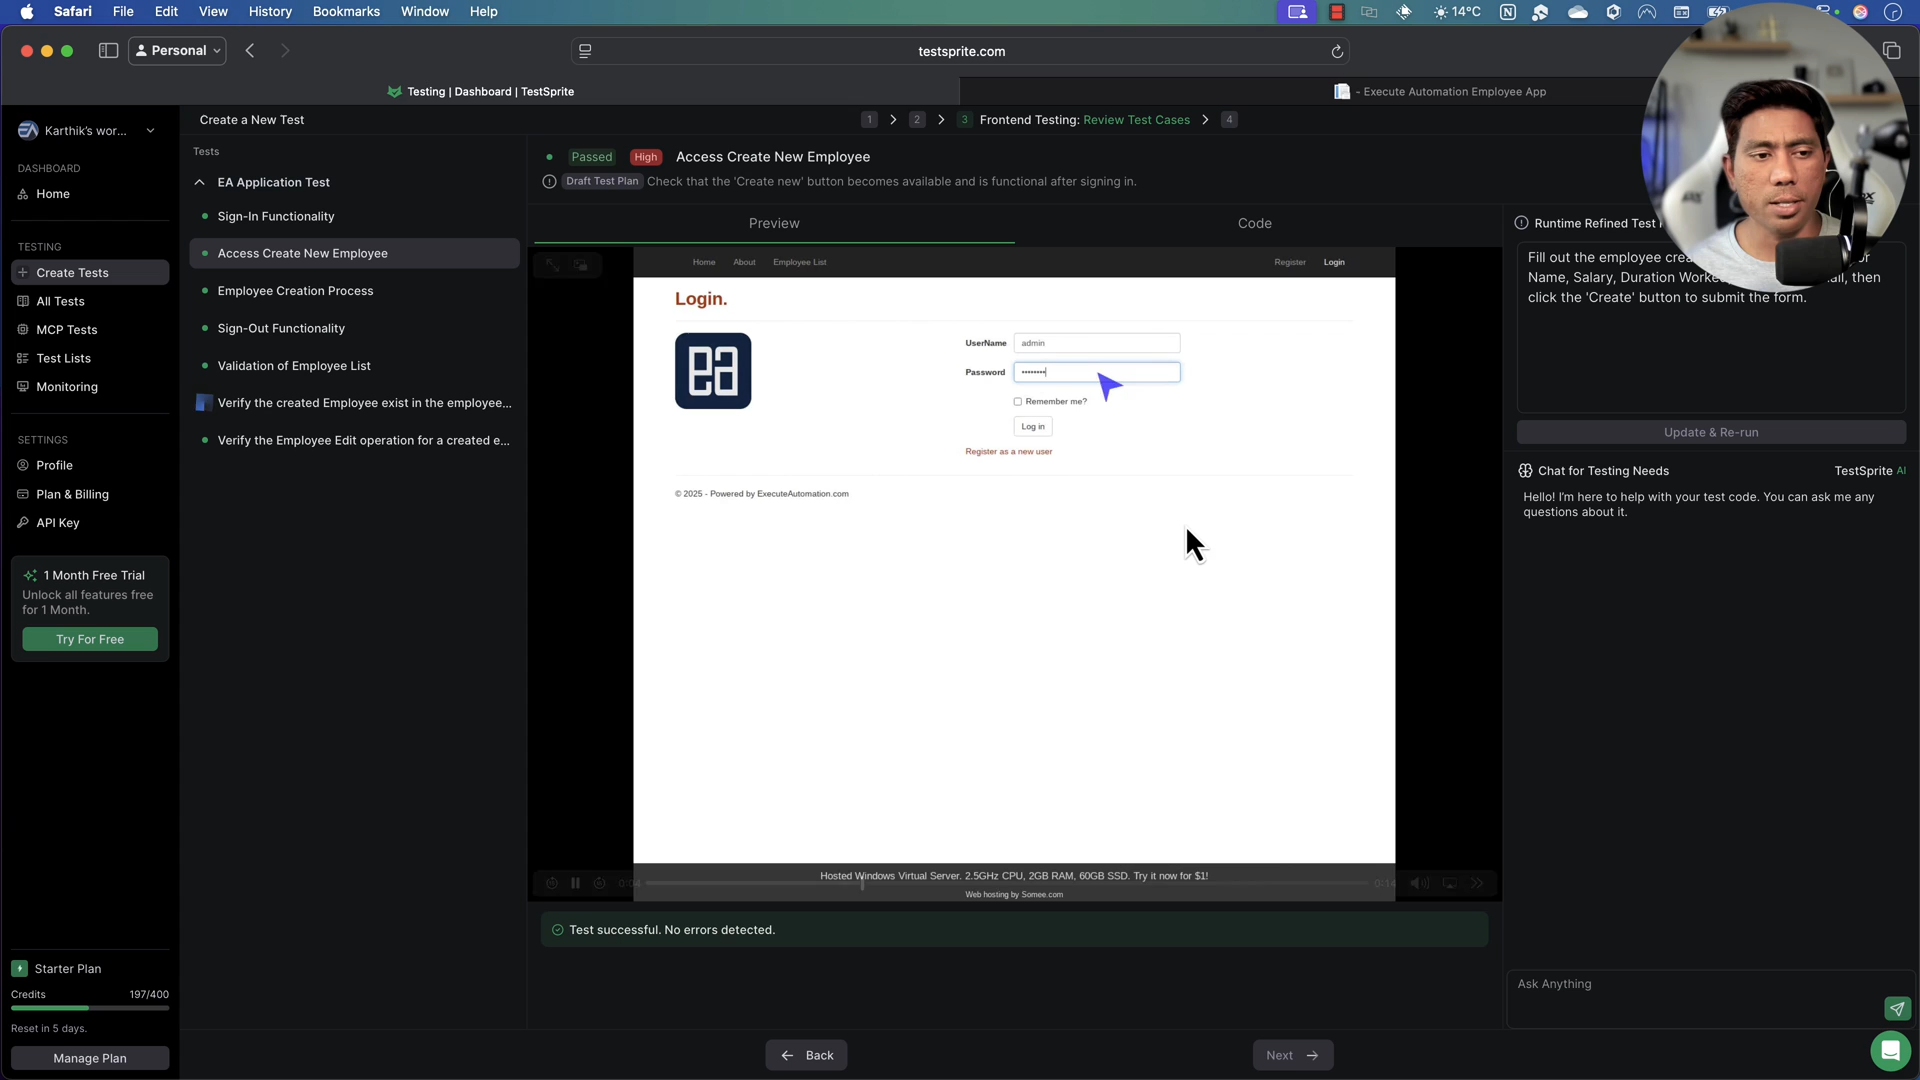 Safari File Edit View History Bookmarks Window Help
14°C
Personal
testsprite.com
Testing | Dashboard | TestSprite
- Execute Automation Employee App
Karthik's wor...
DASHBOARD
Home
TESTING
Create Tests
All Tests
MCP Tests
Test Lists
Monitoring
SETTINGS
Profile
Plan & Billing
API Key
1 Month Free Trial
Unlock all features free
for 1 Month.
Try For Free
Starter Plan
Credits 197/400
Reset in 5 days.
Manage Plan
Create a New Test
1 2 3 Frontend Testing: Review Test Cases 4
Tests
EA Application Test
Sign-In Functionality
Access Create New Employee
Employee Creation Process
Sign-Out Functionality
Validation of Employee List
Verify the created Employee exist in the employee...
Verify the Employee Edit operation for a created e...
Passed High Access Create New Employee
Draft Test Plan Check that the 'Create new' button becomes available and is functional after signing in.
Preview Code
Home About Employee List Register Login
Login.
ea
UserName admin
Password
Remember me?
Log in
Register as a new user
© 2025 - Powered by ExecuteAutomation.com
Hosted Windows Virtual Server. 2.5GHz CPU, 2GB RAM, 60GB SSD. Try it now for $1!
Web hosting by Somee.com
0:04 0:14
Test successful. No errors detected.
Back Next
Runtime Refined Test
Fill out the employee
Name, Salary, Duration then
click the 'Create' button to submit the form.
Update & Re-run
Chat for Testing Needs TestSprite AI
Hello! I'm here to help with your test code. You can ask me any
questions about it.
Ask Anything